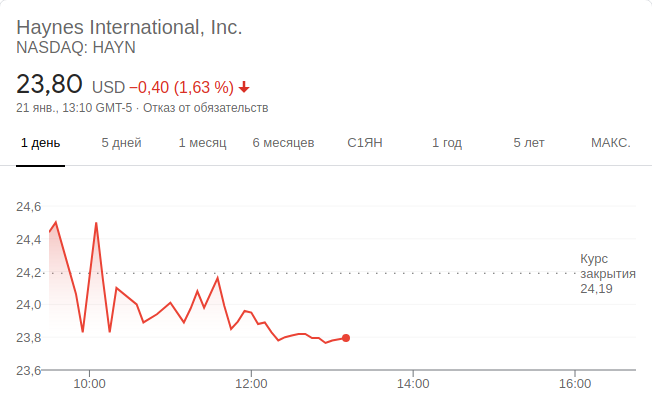 Haynes International, Inc.
NASDAQ: HAYN
23,80 USD −0,40 (1,63 %)
21 янв., 13:10 GMT-5 · Отказ от обязательств
1 день 5 дней 1 месяц 6 месяцев С1ЯН 1 год 5 лет МАКС.
24,6
24,4
24,2
24,0
23,8
23,6
Курс
закрытия
24,19
10:00 12:00 14:00 16:00